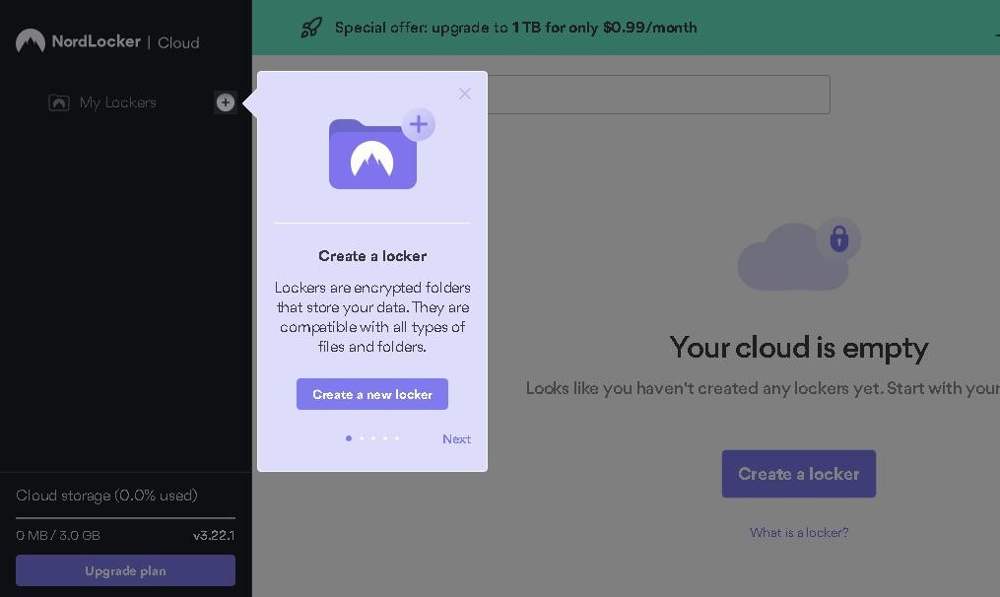 NordLocker | Cloud
Special offer: upgrade to 1 TB for only $0.99/month
My Lockers
Create a locker
Lockers are encrypted folders
that store your data. They are
compatible with all types of
files and folders.
Create a new locker
Next
Your cloud is empty
Looks like you haven't created any lockers yet. Start with your
Create a locker
What is a locker?
Cloud storage (0.0% used)
0 MB / 3.0 GB
v3.22.1
Upgrade plan